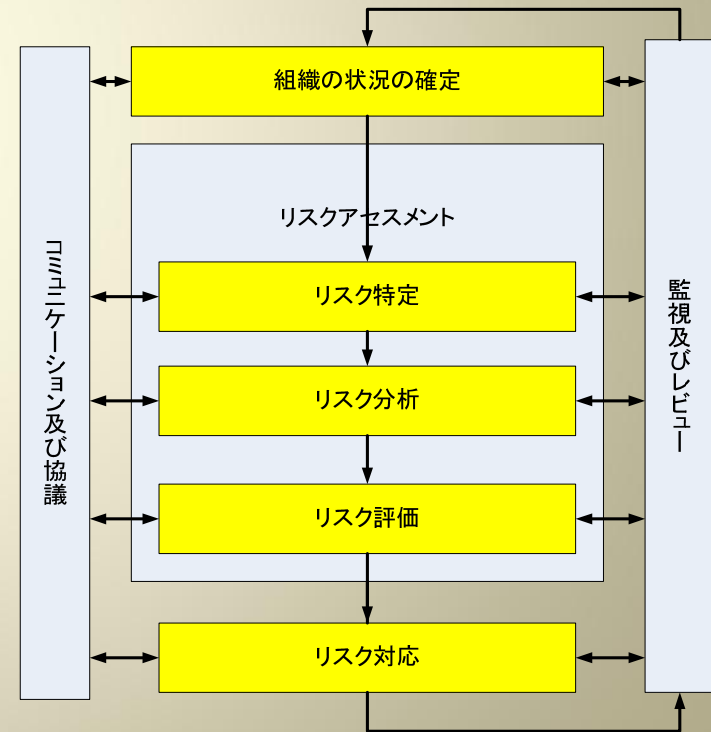 組織の状況の確定
リスクアセスメント
リスク特定
リスク分析
リスク評価
リスク対応
コミュニケーション及び協議
監視及びレビュー